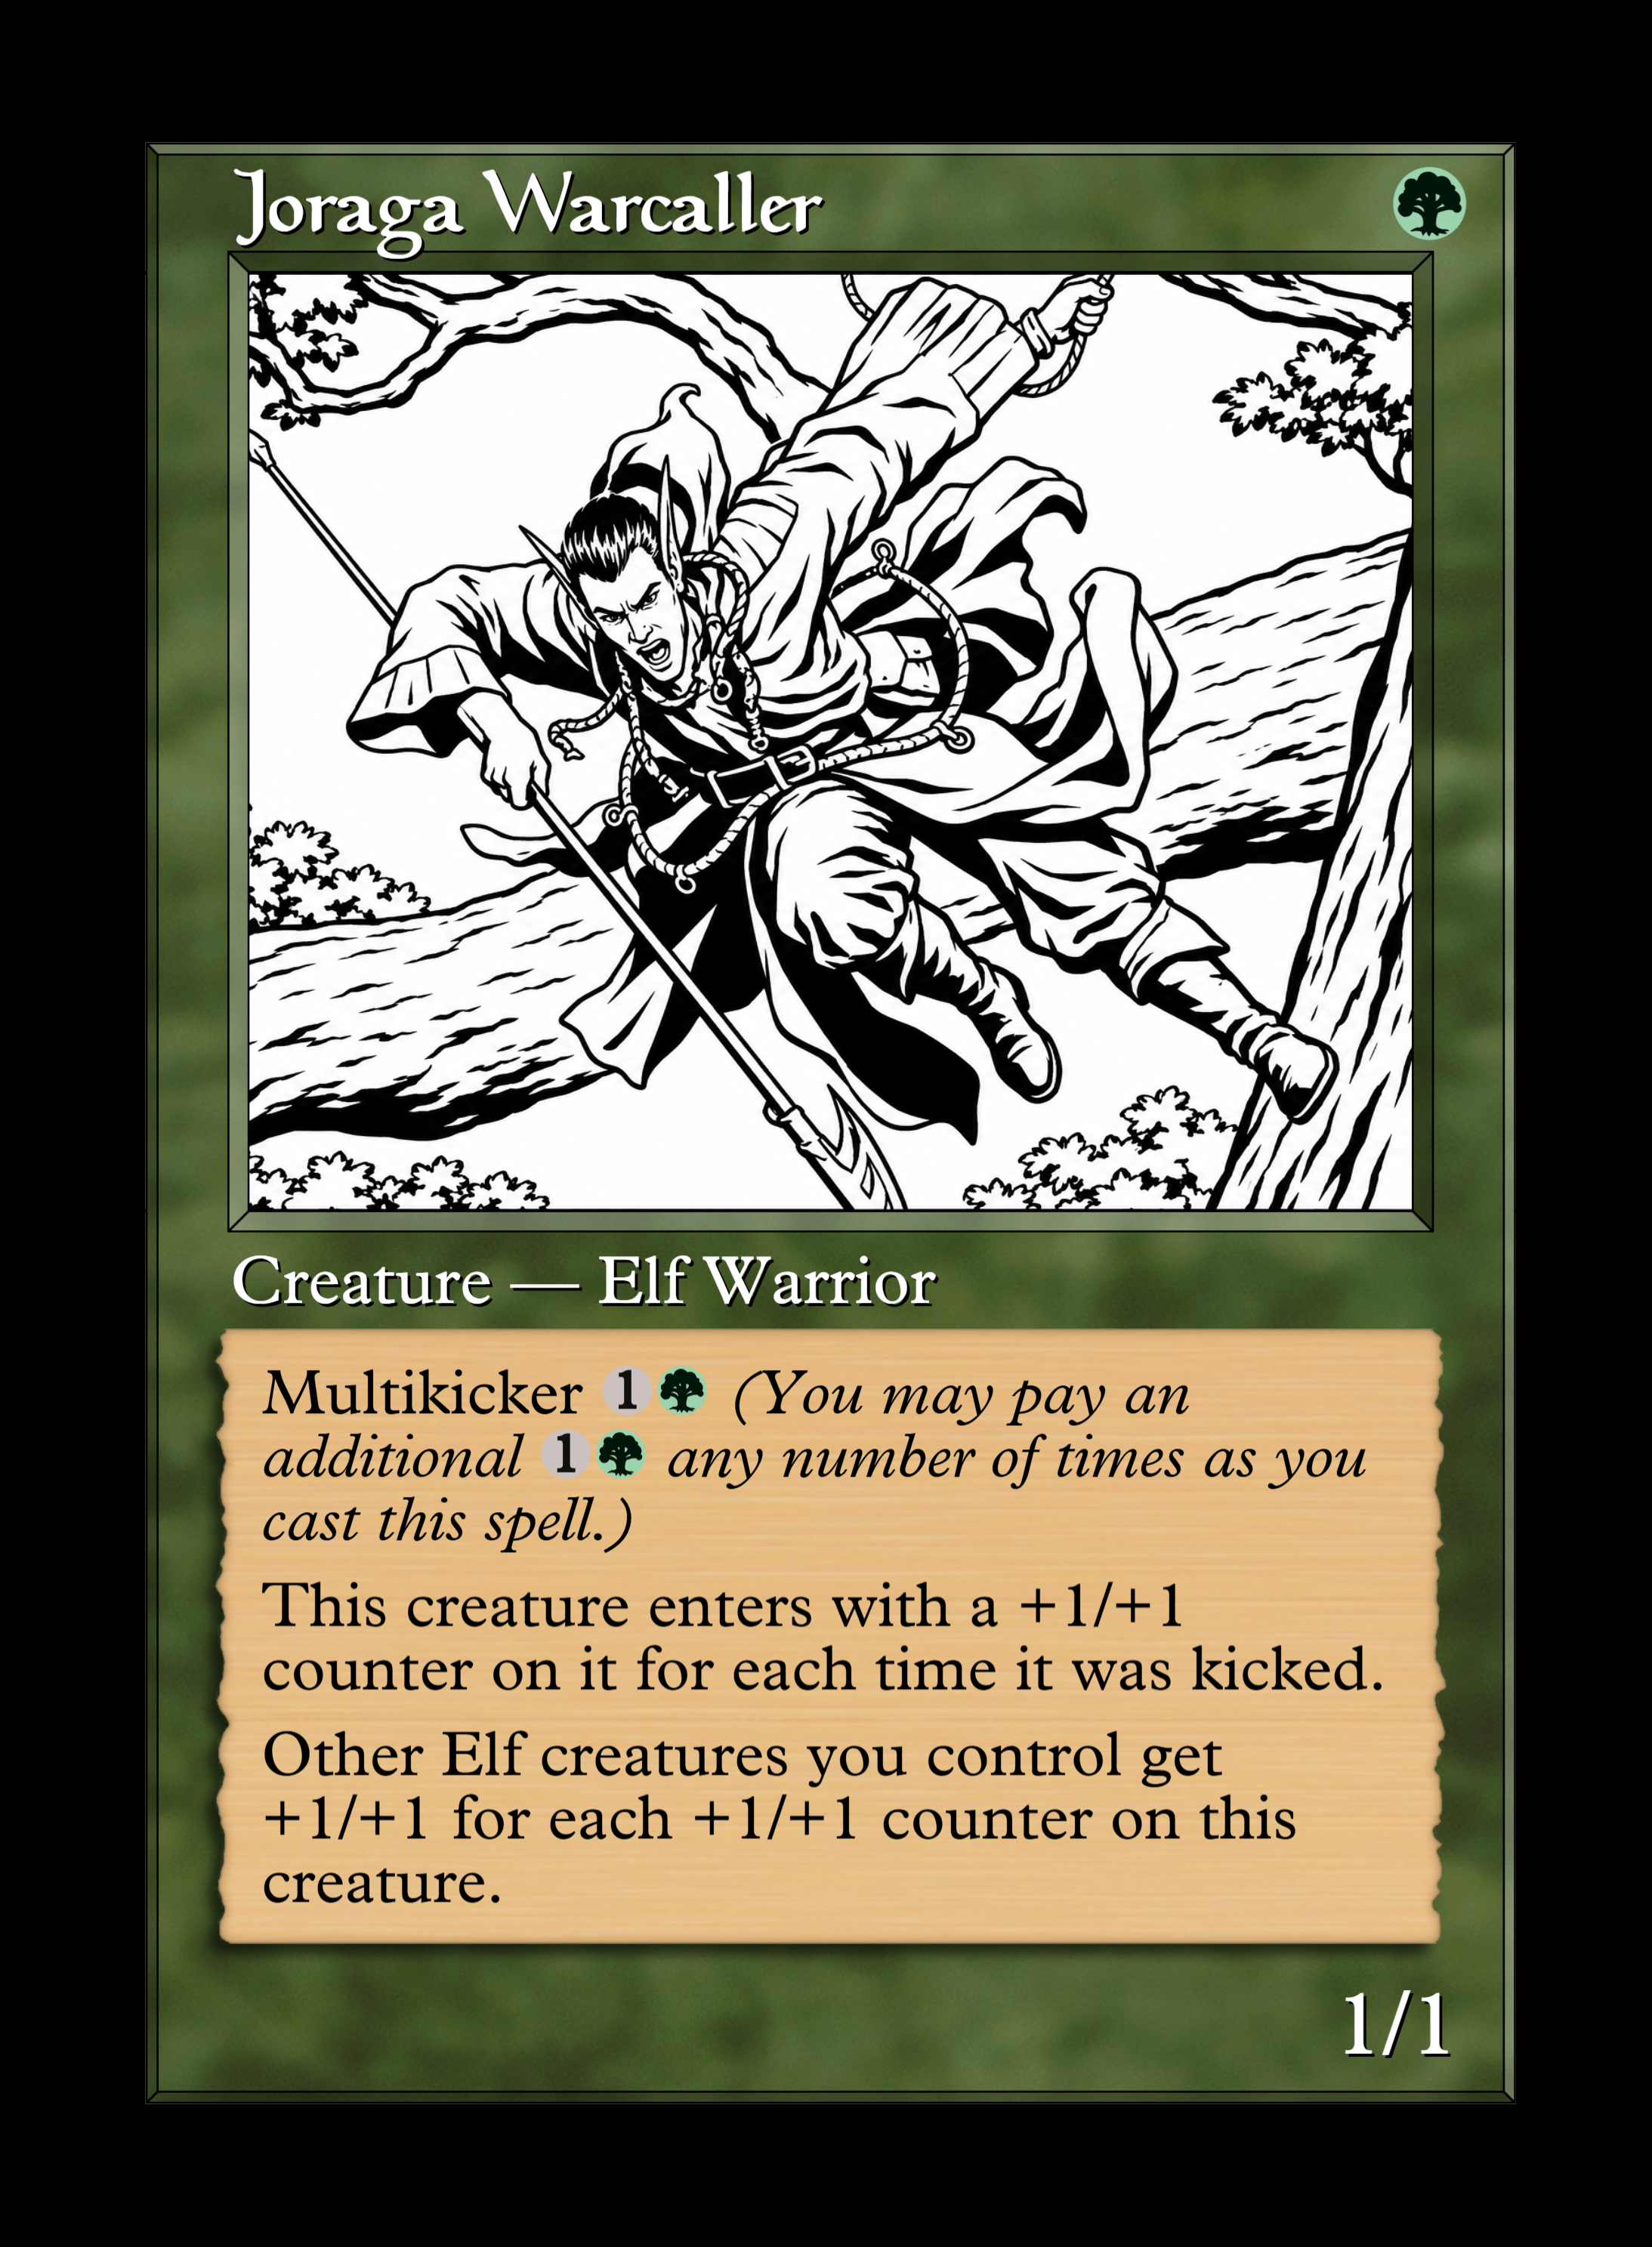 Joraga Warcaller
Creature — Elf Warrior
Multikicker 1 (You may pay an
additional 1 any number of times as you
cast this spell.)
This creature enters with a +1/+1
counter on it for each time it was kicked.
Other Elf creatures you control get
+1/+1 for each +1/+1 counter on this
creature.
1/1